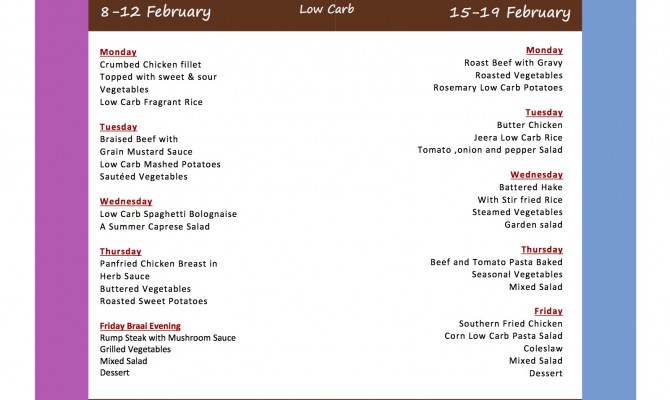 8-12 February
Low Carb
15-19 February
Monday
Crumbed Chicken fillet
Topped with sweet & sour
Vegetables
Low Carb Fragrant Rice
Tuesday
Braised Beef with
Grain Mustard Sauce
Low Carb Mashed Potatoes
Sautéed Vegetables
Wednesday
Low Carb Spaghetti Bolognaise
A Summer Caprese Salad
Thursday
Panfried Chicken Breast in
Herb Sauce
Buttered Vegetables
Roasted Sweet Potatoes
Friday Braai Evening
Rump Steak with Mushroom Sauce
Grilled Vegetables
Mixed Salad
Dessert
Monday
Roast Beef with Gravy
Roasted Vegetables
Rosemary Low Carb Potatoes
Tuesday
Butter Chicken
Jeera Low Carb Rice
Tomato ,onion and pepper Salad
Wednesday
Battered Hake
With Stir fried Rice
Steamed Vegetables
Garden salad
Thursday
Beef and Tomato Pasta Baked
Seasonal Vegetables
Mixed Salad
Friday
Southern Fried Chicken
Corn Low Carb Pasta Salad
Coleslaw
Mixed Salad
Dessert